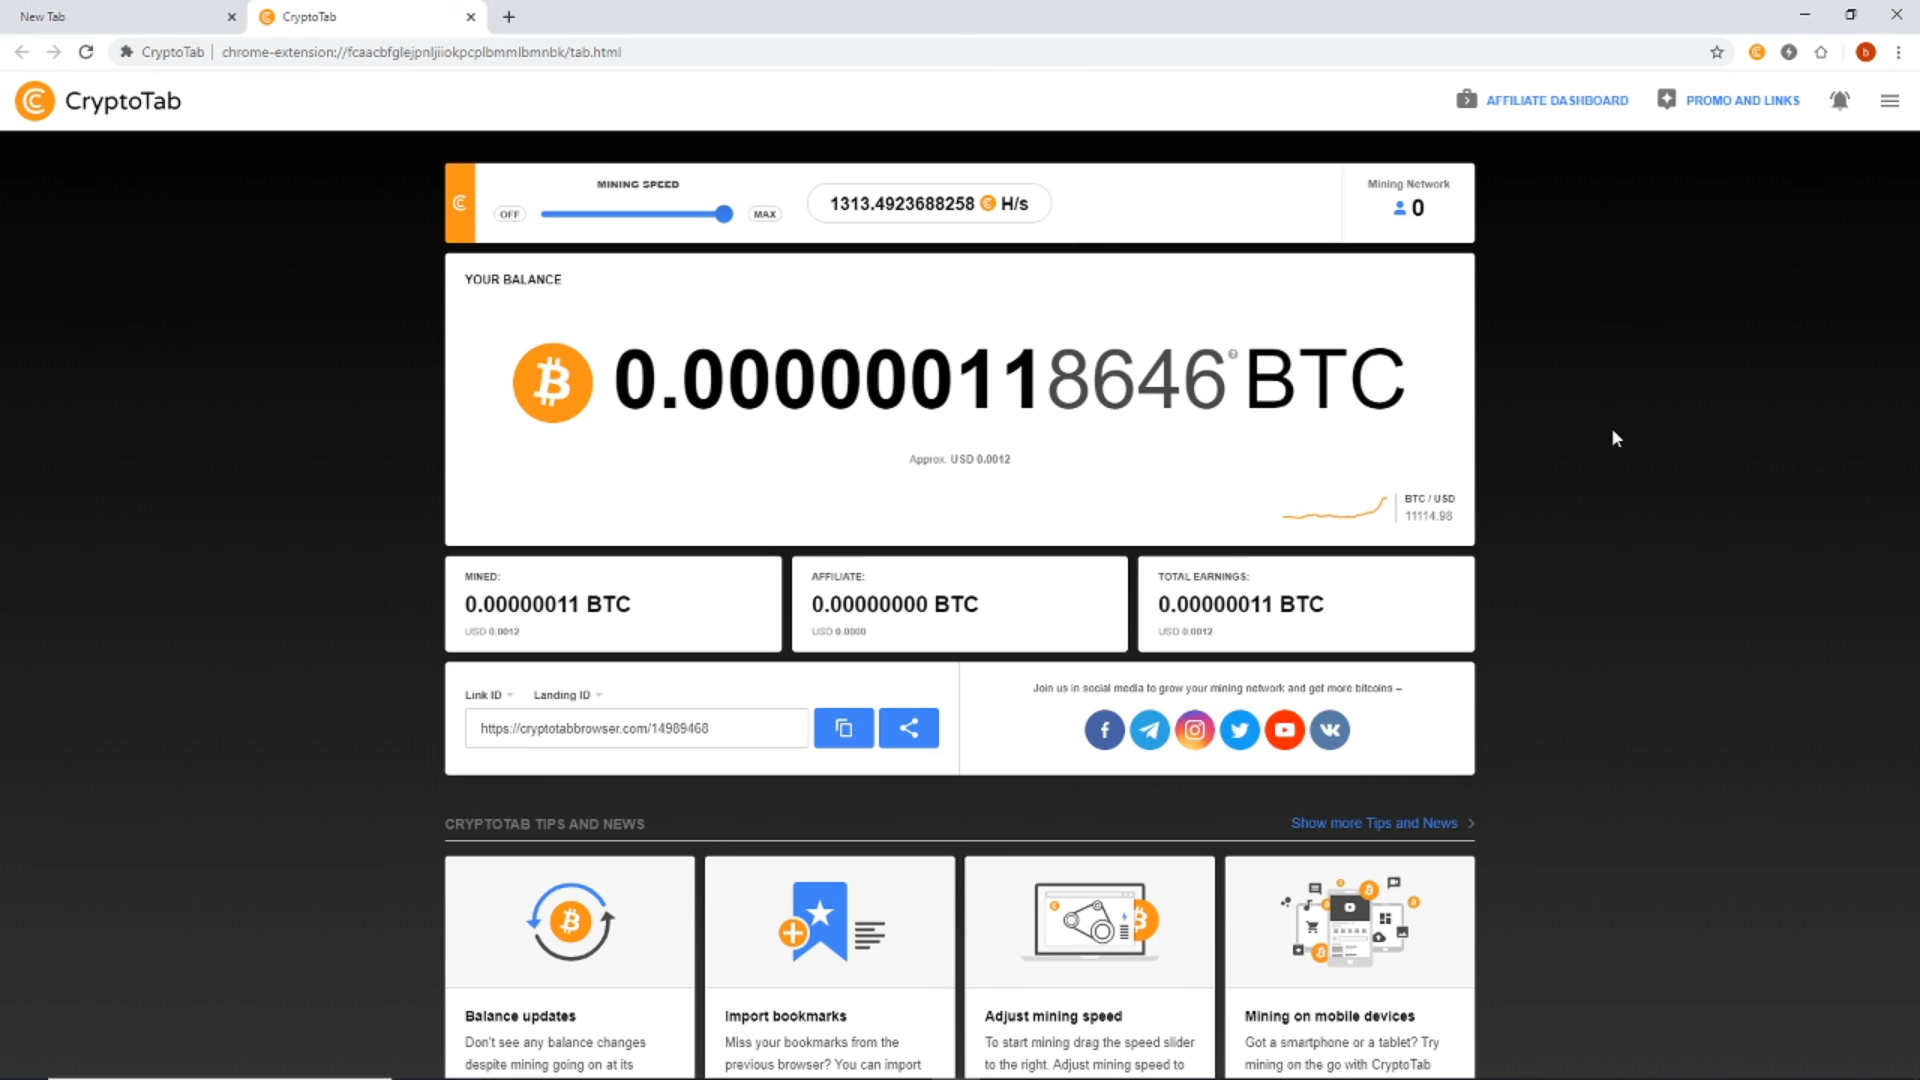 New Tab
CryptoTab
CryptoTab
chrome-extension://fcaacbfglejpnljiiokpcplbmmlbmnbk/tab.html
b
CryptoTab
AFFILIATE DASHBOARD
PROMO AND LINKS
MINING SPEED
OFF
MAX
1313.4923688258 H/s
Mining Network
0
YOUR BALANCE
0.000000118646 BTC
Approx. USD 0.0012
BTC / USD
11114.98
MINED:
0.00000011 BTC
USD 0.0012
AFFILIATE:
0.00000000 BTC
USD 0.0000
TOTAL EARNINGS:
0.00000011 BTC
USD 0.0012
Link ID
Landing ID
https://cryptotabbrowser.com/14989468
Join us in social media to grow your mining network and get more bitcoins –
CRYPTOTAB TIPS AND NEWS
Show more Tips and News
Balance updates
Don't see any balance changes
despite mining going on at its
Import bookmarks
Miss your bookmarks from the
previous browser? You can import
Adjust mining speed
To start mining drag the speed slider
to the right. Adjust mining speed to
Mining on mobile devices
Got a smartphone or a tablet? Try
mining on the go with CryptoTab